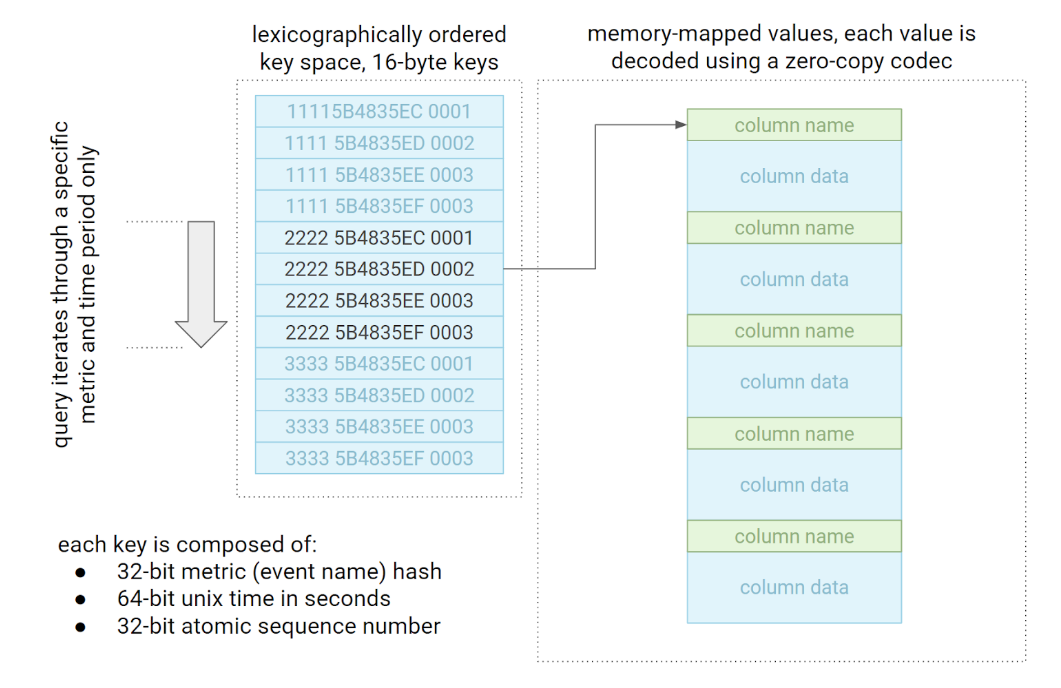 lexicographically ordered
key space, 16-byte keys
memory-mapped values, each value is
decoded using a zero-copy codec
query iterates through a specific
metric and time period only
11115B4835EC 0001
1111 5B4835ED 0002
1111 5B4835EE 0003
1111 5B4835EF 0003
2222 5B4835EC 0001
2222 5B4835ED 0002
2222 5B4835EE 0003
2222 5B4835EF 0003
3333 5B4835EC 0001
3333 5B4835ED 0002
3333 5B4835EE 0003
3333 5B4835EF 0003
column name
column data
column name
column data
column name
column data
column name
column data
column name
column data
each key is composed of:
● 32-bit metric (event name) hash
● 64-bit unix time in seconds
● 32-bit atomic sequence number